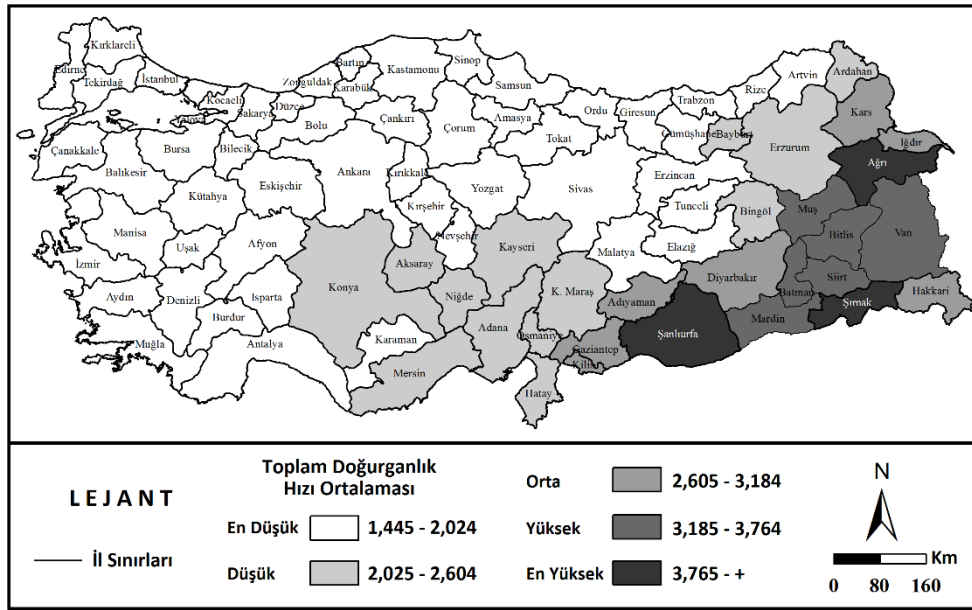 Kırklareli
Edirne
Tekirdağ
İstanbul
Kocaeli
Yalova
Sakarya
Düzce
Zonguldak
Bartın
Karabük
Kastamonu
Sinop
Samsun
Ordu
Giresun
Trabzon
Rize
Artvin
Ardahan
Kars
Iğdır
Ağrı
Çanakkale
Balıkesir
Bursa
Bilecik
Bolu
Çankırı
Çorum
Amasya
Tokat
Gümüşhane
Bayburt
Erzurum
Kütahya
Eskişehir
Ankara
Kırıkkale
Yozgat
Sivas
Erzincan
Tunceli
Bingöl
Muş
Bitlis
Van
Manisa
Uşak
Afyon
Kırşehir
Nevşehir
Kayseri
Malatya
Elazığ
İzmir
Aydın
Denizli
Isparta
Burdur
Konya
Aksaray
Niğde
K. Maraş
Adıyaman
Diyarbakır
Batman
Siirt
Şırnak
Hakkari
Muğla
Antalya
Karaman
Mersin
Adana
Osmaniye
Gaziantep
Kilis
Hatay
Şanlıurfa
Mardin
LEJANT
İl Sınırları
Toplam Doğurganlık
Hızı Ortalaması
En Düşük 1,445 - 2,024
Düşük 2,025 - 2,604
Orta 2,605 - 3,184
Yüksek 3,185 - 3,764
En Yüksek 3,765 - +
N
Km
0 80 160